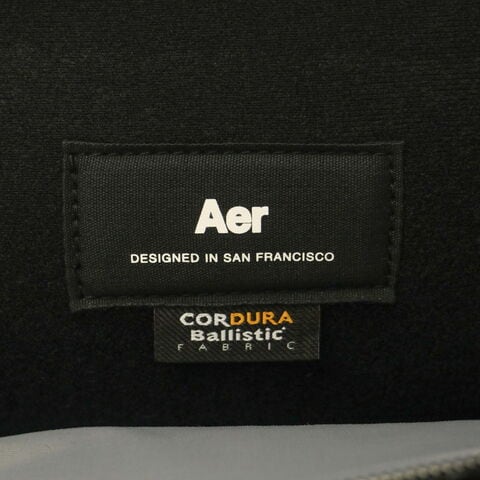 Aer
DESIGNED IN SAN FRANCISCO
CORDURA
Ballistic®
FABRIC